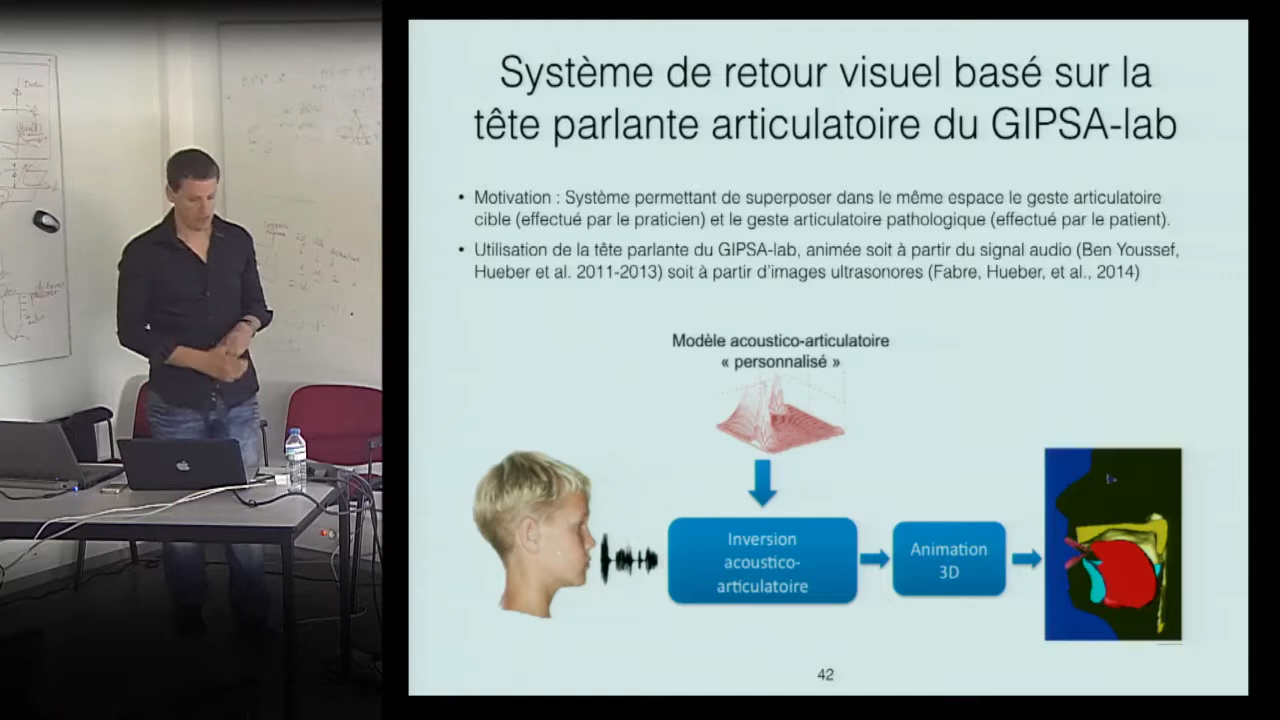 Système de retour visuel basé sur la
tête parlante articulatoire du GIPSA-lab
• Motivation : Système permettant de superposer dans le même espace le geste articulatoire
cible (effectué par le praticien) et le geste articulatoire pathologique (effectué par le patient).
• Utilisation de la tête parlante du GIPSA-lab, animée soit à partir du signal audio (Ben Youssef,
Hueber et al. 2011-2013) soit à partir d'images ultrasonores (Fabre, Hueber, et al., 2014)
Modèle acoustico-articulatoire
« personnalisé »
Inversion
acoustico-
articulatoire
Animation
3D
42